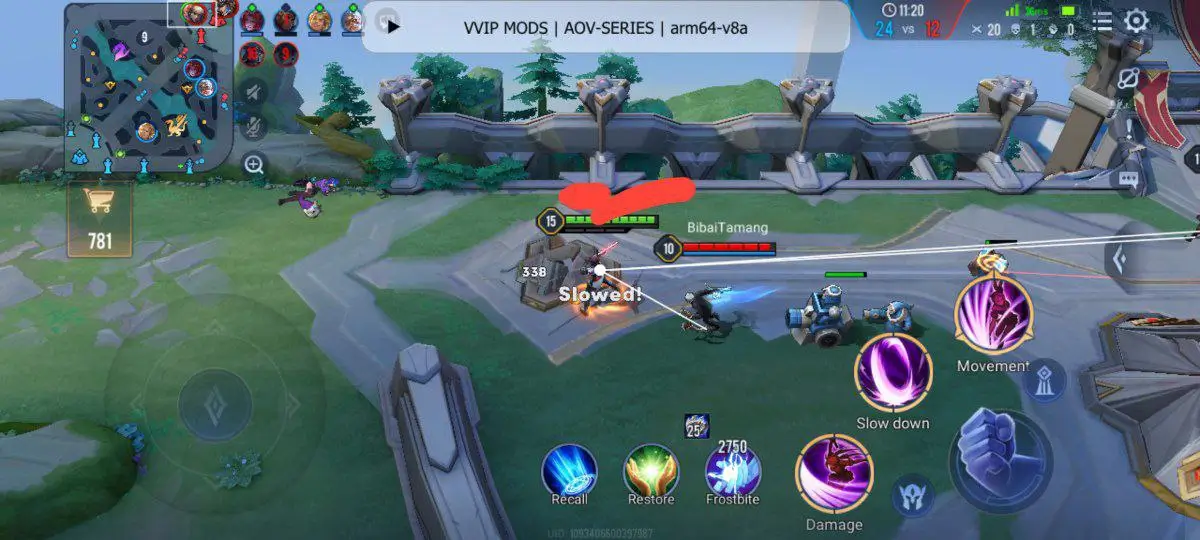 VVIP MODS | AOV-SERIES | arm64-v8a
11:20
24 vs 12
36ms
20 1 0
9
781
15
BibaiTamang
10
338
Slowed!
Movement
Slow down
25
2750
Recall
Restore
Frostbite
Damage